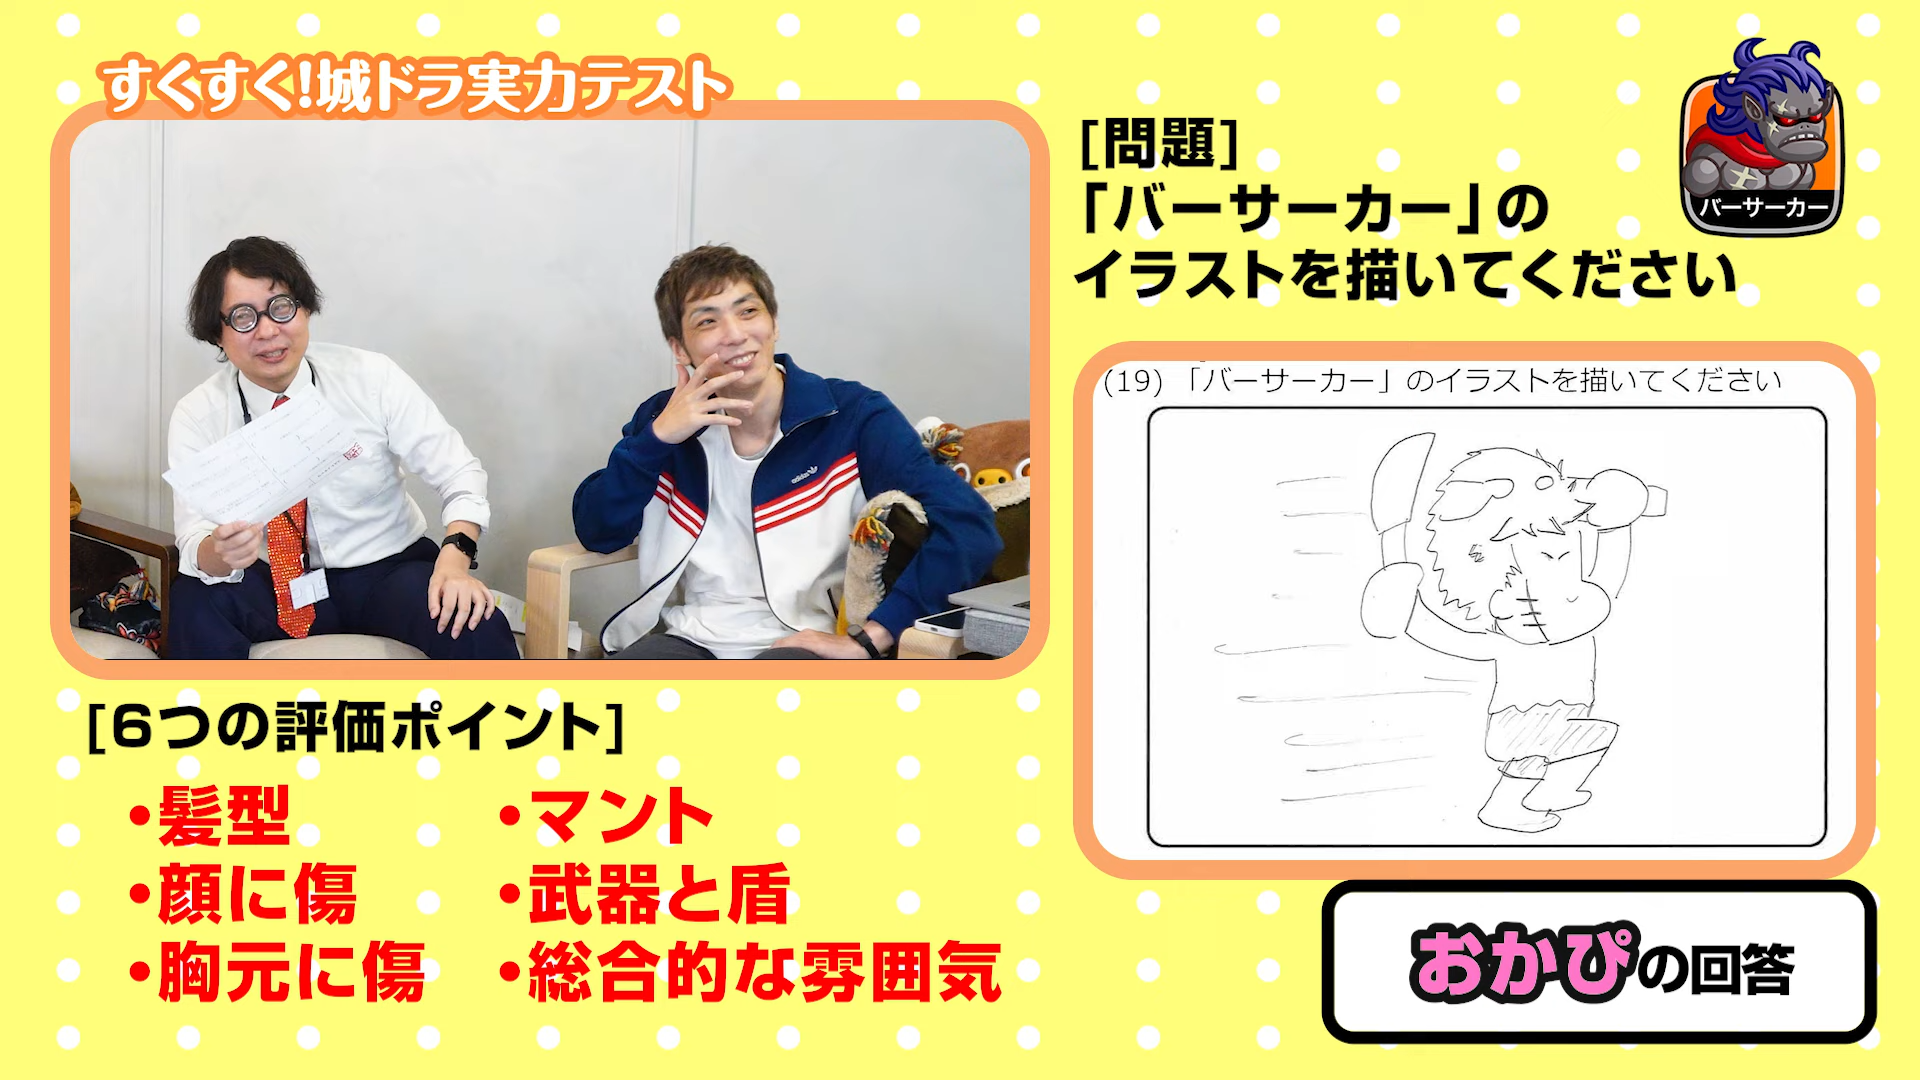 すくすく!城ドラ実力テスト
[問題]
「バーサーカー」の
イラストを描いてください
バーサーカー
adidas
(19) 「バーサーカー」のイラストを描いてください
[6つの評価ポイント]
・髪型
・顔に傷
・胸元に傷
・マント
・武器と盾
・総合的な雰囲気
おかぴの回答